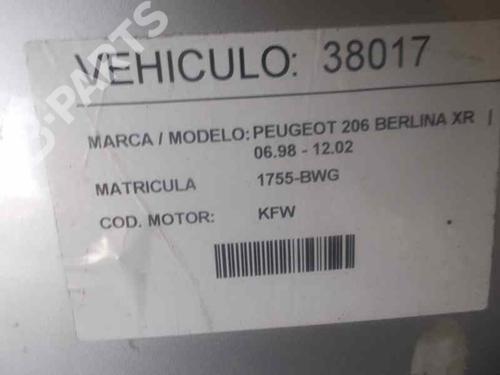 VEHICULO: 38017
MARCA / MODELO: PEUGEOT 206 BERLINA XR |
06.98 - 12.02
MATRICULA 1755-BWG
COD. MOTOR: KFW
B-PARTS